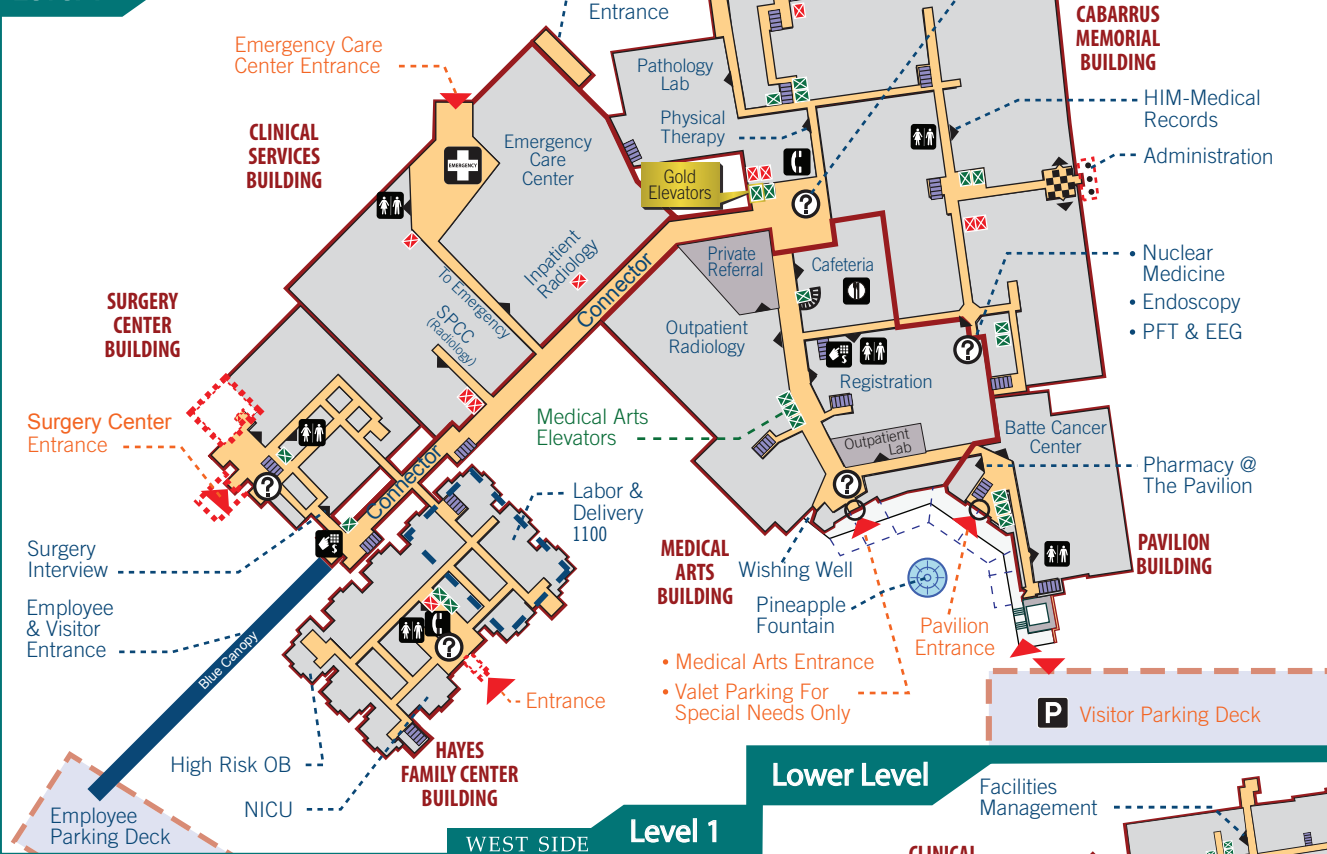 Entrance
CABARRUS
MEMORIAL
BUILDING
Emergency Care
Center Entrance
Pathology
Lab
HIM-Medical
Records
Physical
Therapy
CLINICAL
SERVICES
BUILDING
Emergency
Care
Center
EMERGENCY
Administration
Gold
Elevators
?
Private
Referral
Cafeteria
• Nuclear
Medicine
• Endoscopy
• PFT & EEG
Inpatient
Radiology
To Emergency
Connector
SPCC
(Radiology)
SURGERY
CENTER
BUILDING
Outpatient
Radiology
?
$
Registration
Surgery Center
Entrance
Medical Arts
Elevators
Outpatient
Lab
Batte Cancer
Center
Pharmacy @
The Pavilion
?
?
Connector
Labor &
Delivery
1100
$
Surgery
Interview
MEDICAL
ARTS
BUILDING
Wishing Well
PAVILION
BUILDING
Employee
& Visitor
Entrance
Pineapple
Fountain
Pavilion
Entrance
Blue Canopy
?
• Medical Arts Entrance
• Valet Parking For
Special Needs Only
Entrance
P
Visitor Parking Deck
High Risk OB
NICU
HAYES
FAMILY CENTER
BUILDING
Lower Level
Facilities
Management
Employee
Parking Deck
WEST SIDE
Level 1